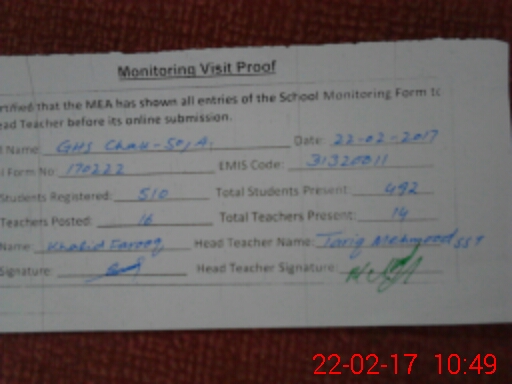 Monitoring Visit Proof
rtified that the MEA has shown all entries of the School Monitoring Form to
ead Teacher before its online submission.
l Name: GHS Chak-50/A. Date: 22-02-2017
l Form No: 170222 EMIS Code: 31320011
Students Registered: 510 Total Students Present: 492
Teachers Posted: 16 Total Teachers Present: 14
Name: Khalid Farooq Head Teacher Name: Tariq Mehmood SST
Signature: Head Teacher Signature:
22-02-17 10:49